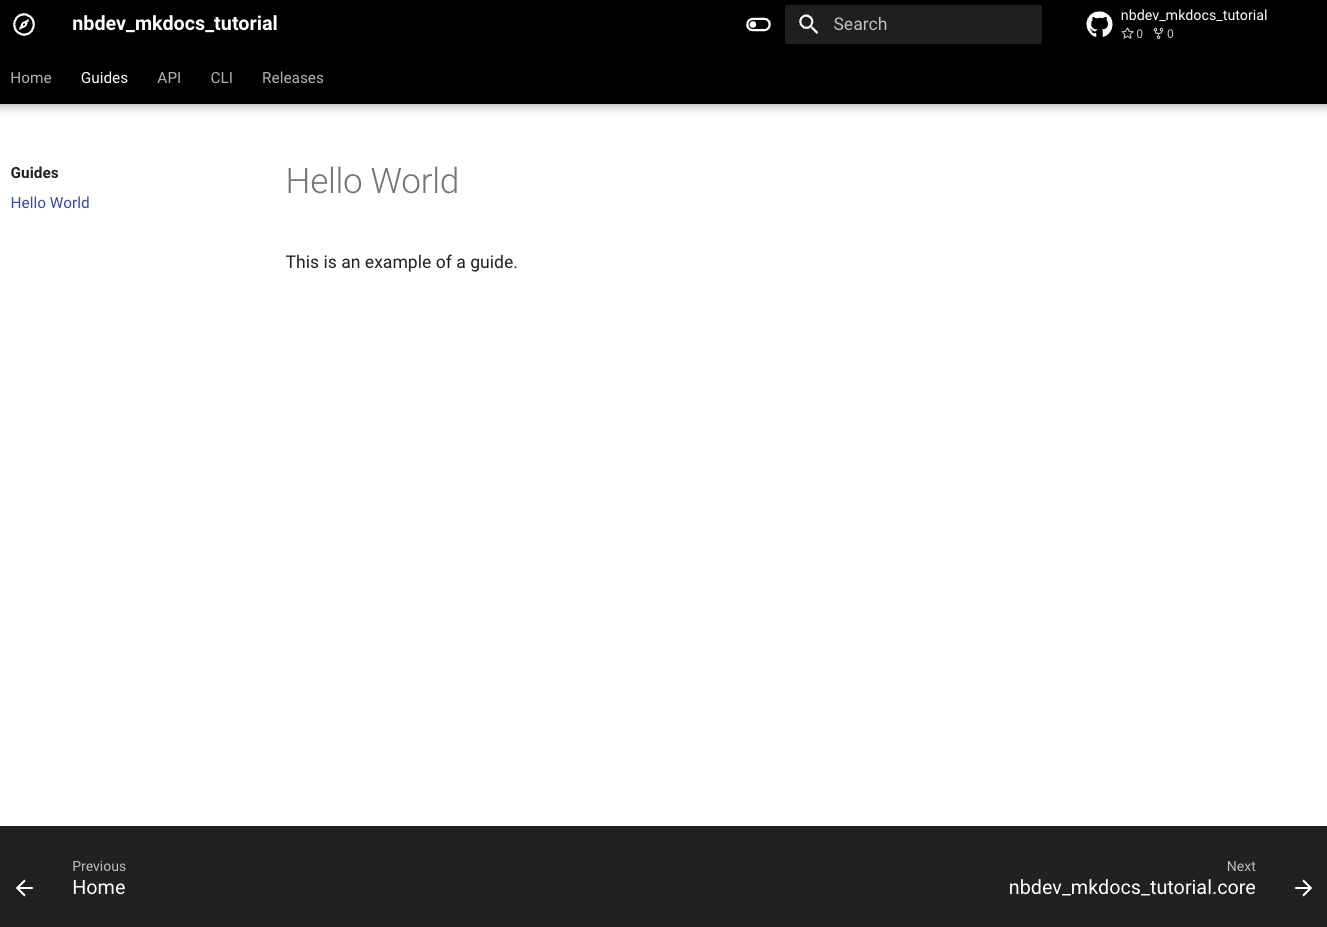 nbdev_mkdocs_tutorial
Search
nbdev_mkdocs_tutorial
0 0
Home Guides API CLI Releases
Guides
Hello World
Hello World
This is an example of a guide.
Previous
Home
Next
nbdev_mkdocs_tutorial.core